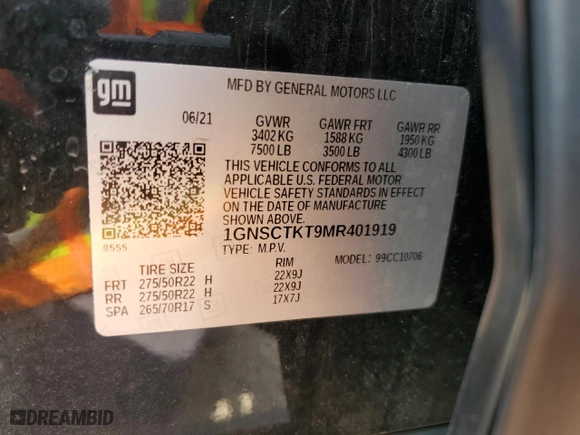 gm
MFD BY GENERAL MOTORS LLC
06/21 GVWR GAWR FRT GAWR RR
3402 KG 1588 KG 1950 KG
7500 LB 3500 LB 4300 LB
THIS VEHICLE CONFORMS TO ALL
APPLICABLE U.S. FEDERAL MOTOR
VEHICLE SAFETY STANDARDS IN EFFECT
ON THE DATE OF MANUFACTURE
SHOWN ABOVE.
1GNSCTKT9MR401919
8555 TYPE: M.P.V. MODEL: 99CC10706
TIRE SIZE RIM
FRT 275/50R22 H 22X9J
RR 275/50R22 H 22X9J
SPA 265/70R17 S 17X7J
DREAMBID